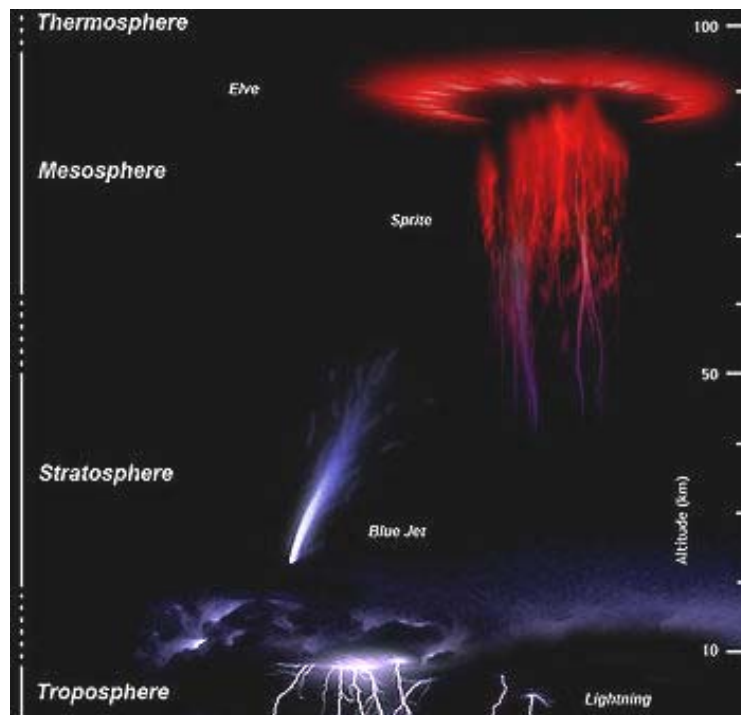 Thermosphere
100
Elve
Mesosphere
Sprite
50
Stratosphere
Altitude (km)
Blue Jet
10
Troposphere
Lightning